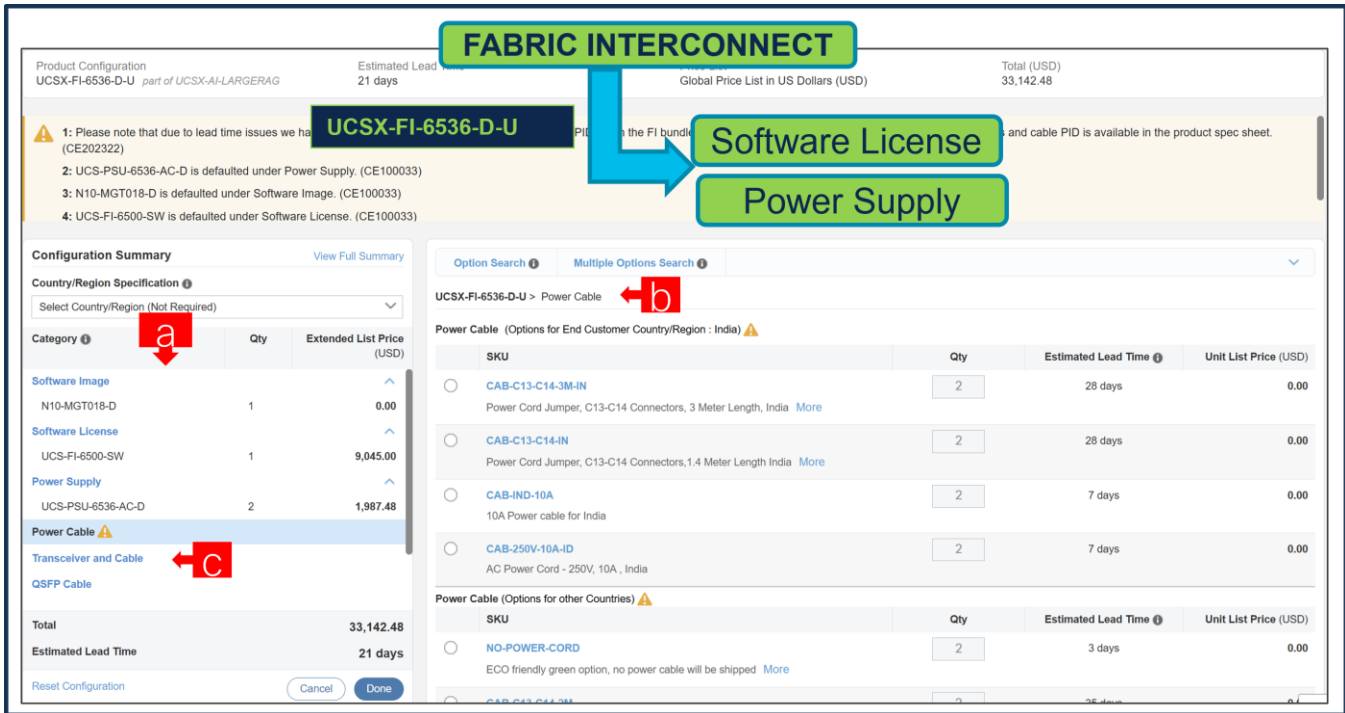 FABRIC INTERCONNECT
Product Configuration
UCSX-FI-6536-D-U part of UCSX-AI-LARGERAG
Estimated Lead Time
21 days
Global Price List in US Dollars (USD)
Total (USD)
33,142.48
UCSX-FI-6536-D-U
Software License
Power Supply
1: Please note that due to lead time issues we ha PID the FI bundle s and cable PID is available in the product spec sheet.
(CE202322)
2: UCS-PSU-6536-AC-D is defaulted under Power Supply. (CE100033)
3: N10-MGT018-D is defaulted under Software Image. (CE100033)
4: UCS-FI-6500-SW is defaulted under Software License. (CE100033)
Configuration Summary View Full Summary
Country/Region Specification
Select Country/Region (Not Required)
a
Category Qty Extended List Price
(USD)
Software Image
N10-MGT018-D 1 0.00
Software License
UCS-FI-6500-SW 1 9,045.00
Power Supply
UCS-PSU-6536-AC-D 2 1,987.48
Power Cable
Transceiver and Cable
c
QSFP Cable
Total 33,142.48
Estimated Lead Time 21 days
Reset Configuration Cancel Done
Option Search Multiple Options Search
UCSX-FI-6536-D-U > Power Cable
b
Power Cable (Options for End Customer Country/Region : India)
SKU Qty Estimated Lead Time Unit List Price (USD)
CAB-C13-C14-3M-IN 2 28 days 0.00
Power Cord Jumper, C13-C14 Connectors, 3 Meter Length, India More
CAB-C13-C14-IN 2 28 days 0.00
Power Cord Jumper, C13-C14 Connectors,1.4 Meter Length India More
CAB-IND-10A 2 7 days 0.00
10A Power cable for India
CAB-250V-10A-ID 2 7 days 0.00
AC Power Cord - 250V, 10A , India
Power Cable (Options for other Countries)
SKU Qty Estimated Lead Time Unit List Price (USD)
NO-POWER-CORD 2 3 days 0.00
ECO friendly green option, no power cable will be shipped More
CAB-C13-C14-2M 2